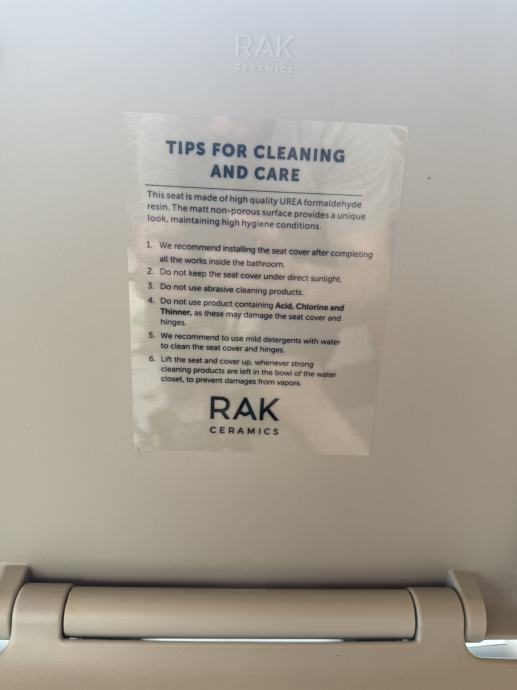 RAK
CERAMICS
TIPS FOR CLEANING
AND CARE
This seat is made of high quality UREA formaldehyde
resin. The matt non-porous surface provides a unique
look, maintaining high hygiene conditions.
1. We recommend installing the seat cover after completing
all the works inside the bathroom.
2. Do not keep the seat cover under direct sunlight.
3. Do not use abrasive cleaning products.
4. Do not use product containing Acid, Chlorine and
Thinner, as these may damage the seat cover and
hinges.
5. We recommend to use mild detergents with water
to clean the seat cover and hinges.
6. Lift the seat and cover up, whenever strong
cleaning products are left in the bowl of the water
closet, to prevent damages from vapors.
RAK
CERAMICS